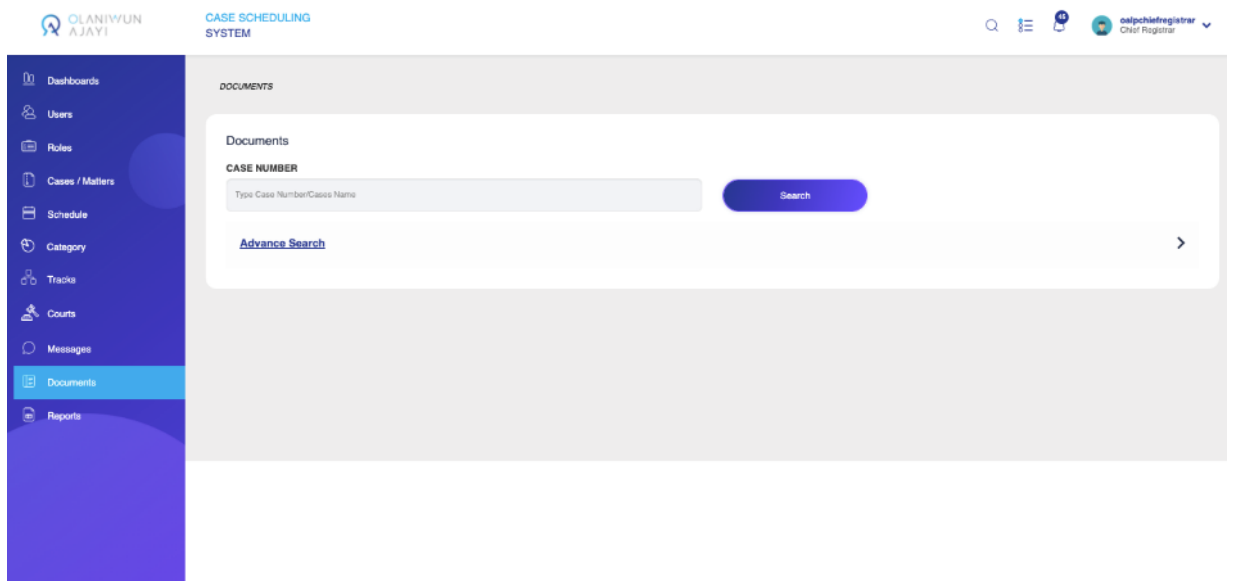 OLANIWUN
AJAYI
CASE SCHEDULING
SYSTEM
45
oalpchiefregistrar
Chief Registrar
Dashboards
Users
Roles
Cases / Matters
Schedule
Category
Tracks
Courts
Messages
Documents
Reports
DOCUMENTS
Documents
CASE NUMBER
Type Case Number/Cases Name
Search
Advance Search